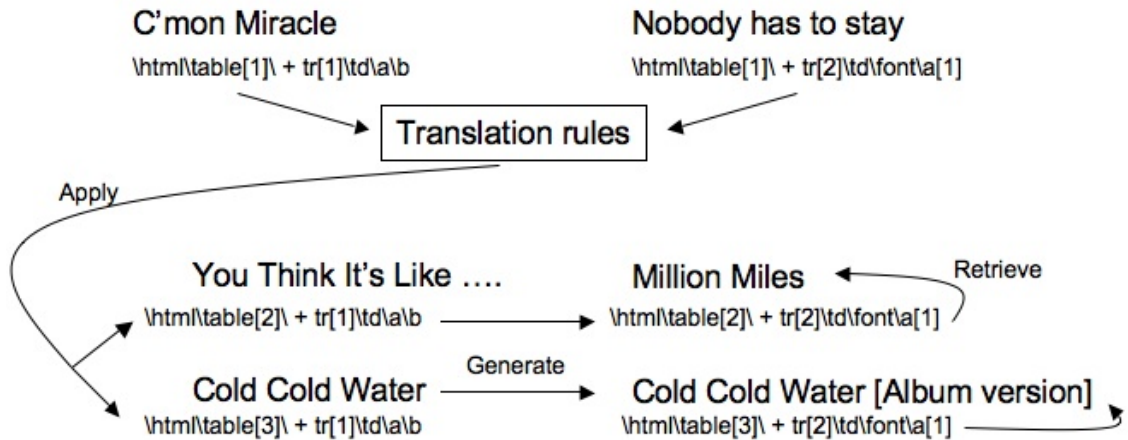 C’mon Miracle
\html\table[1]\ + tr[1]\td\a\b
Nobody has to stay
\html\table[1]\ + tr[2]\td\font\a[1]
Translation rules
Apply
You Think It’s Like ….
\html\table[2]\ + tr[1]\td\a\b
Million Miles
\html\table[2]\ + tr[2]\td\font\a[1]
Retrieve
Generate
Cold Cold Water
\html\table[3]\ + tr[1]\td\a\b
Cold Cold Water [Album version]
\html\table[3]\ + tr[2]\td\font\a[1]